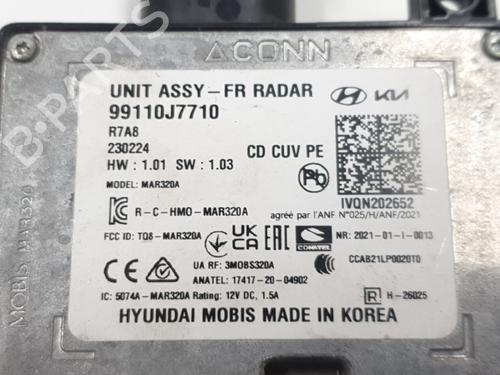 ACONN
UNIT ASSY-FR RADAR
99110J7710
R7A8
230224
HW : 1.01 SW : 1.03
CD CUV PE
MODEL: MAR320A
IVQN202652
R-C-HMO-MAR320A
agréé par l'ANF N°025/H/ANF/2021
FCC ID: TQ8-MAR320A
UK CA
CONATEL
NR: 2021-01-I-0013
UA RF: 3MOBS320A
CCAB21LP0020T0
ANATEL: 17417-20-04902
IC: 5074A-MAR320A Rating: 12V DC, 1.5A
R H-26025
HYUNDAI MOBIS MADE IN KOREA
MOBIS MAR320
B-PARTS